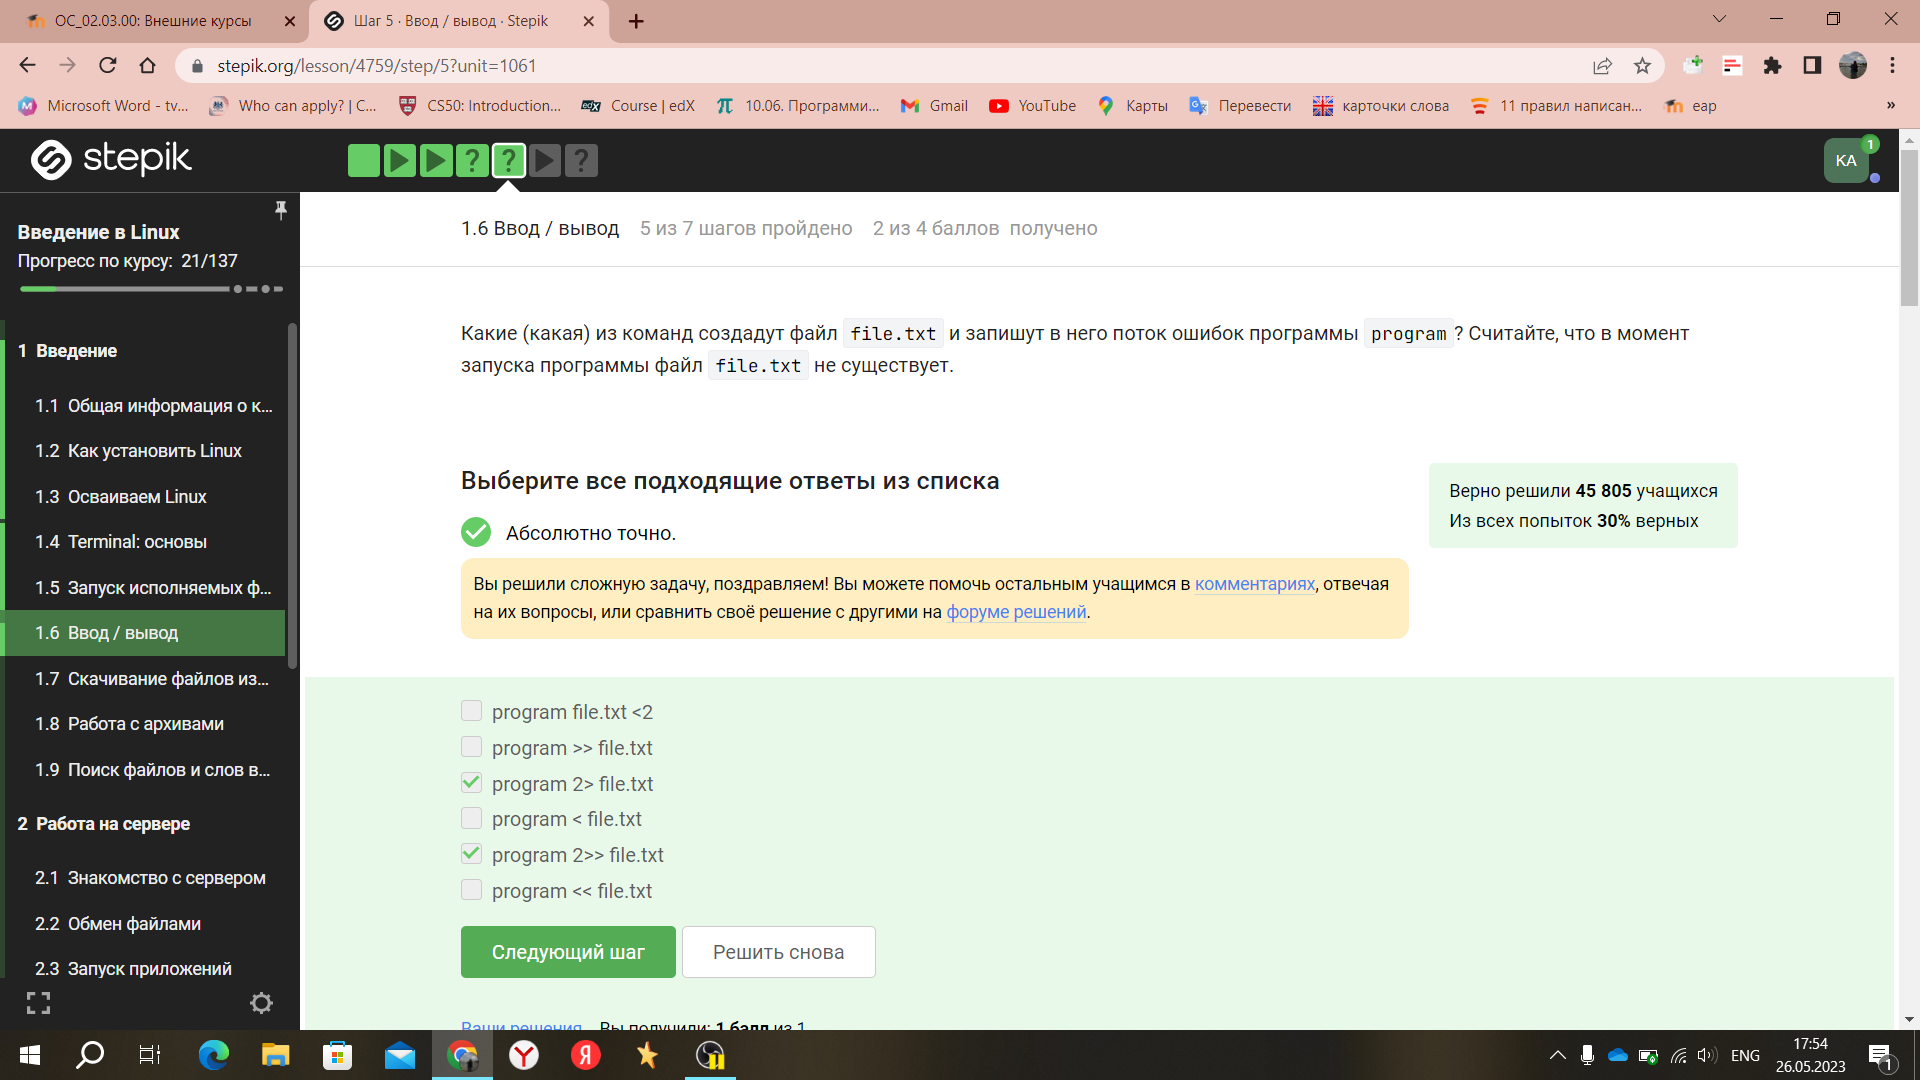 ОС_02.03.00: Внешние курсы
Шаг 5 · Ввод / вывод · Stepik
stepik.org/lesson/4759/step/5?unit=1061
Microsoft Word - tv...
Who can apply? | C...
CS50: Introduction...
edX
Course | edX
10.06. Программи...
Gmail
YouTube
Карты
Перевести
карточки слова
11 правил написан...
eap
»
stepik
? ? ?
KA
1
Введение в Linux
Прогресс по курсу: 21/137
1 Введение
1.1 Общая информация о к...
1.2 Как установить Linux
1.3 Осваиваем Linux
1.4 Terminal: основы
1.5 Запуск исполняемых ф...
1.6 Ввод / вывод
1.7 Скачивание файлов из...
1.8 Работа с архивами
1.9 Поиск файлов и слов в...
2 Работа на сервере
2.1 Знакомство с сервером
2.2 Обмен файлами
2.3 Запуск приложений
1.6 Ввод / вывод 5 из 7 шагов пройдено 2 из 4 баллов получено
Какие (какая) из команд создадут файл file.txt и запишут в него поток ошибок программы program? Считайте, что в момент
запуска программы файл file.txt не существует.
Выберите все подходящие ответы из списка
Верно решили 45 805 учащихся
Из всех попыток 30% верных
Абсолютно точно.
Вы решили сложную задачу, поздравляем! Вы можете помочь остальным учащимся в комментариях, отвечая
на их вопросы, или сравнить своё решение с другими на форуме решений.
program file.txt <2
program >> file.txt
program 2> file.txt
program < file.txt
program 2>> file.txt
program << file.txt
Следующий шаг
Решить снова
Ваши решения Вы получили: 1 балл из 1
ENG
17:54
26.05.2023
1